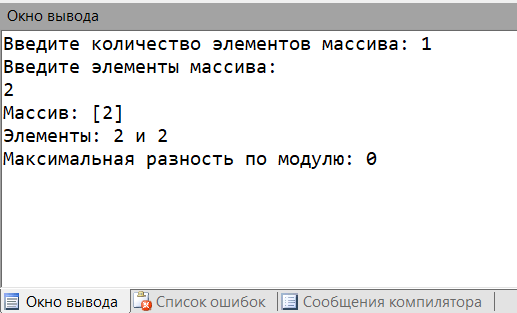 Окно вывода
Введите количество элементов массива: 1
Введите элементы массива:
2
Массив: [2]
Элементы: 2 и 2
Максимальная разность по модулю: 0
Окно вывода Список ошибок Сообщения компилятора